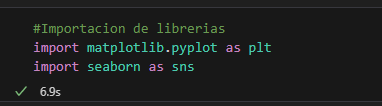 #Importacion de librerias
import matplotlib.pyplot as plt
import seaborn as sns
6.9s